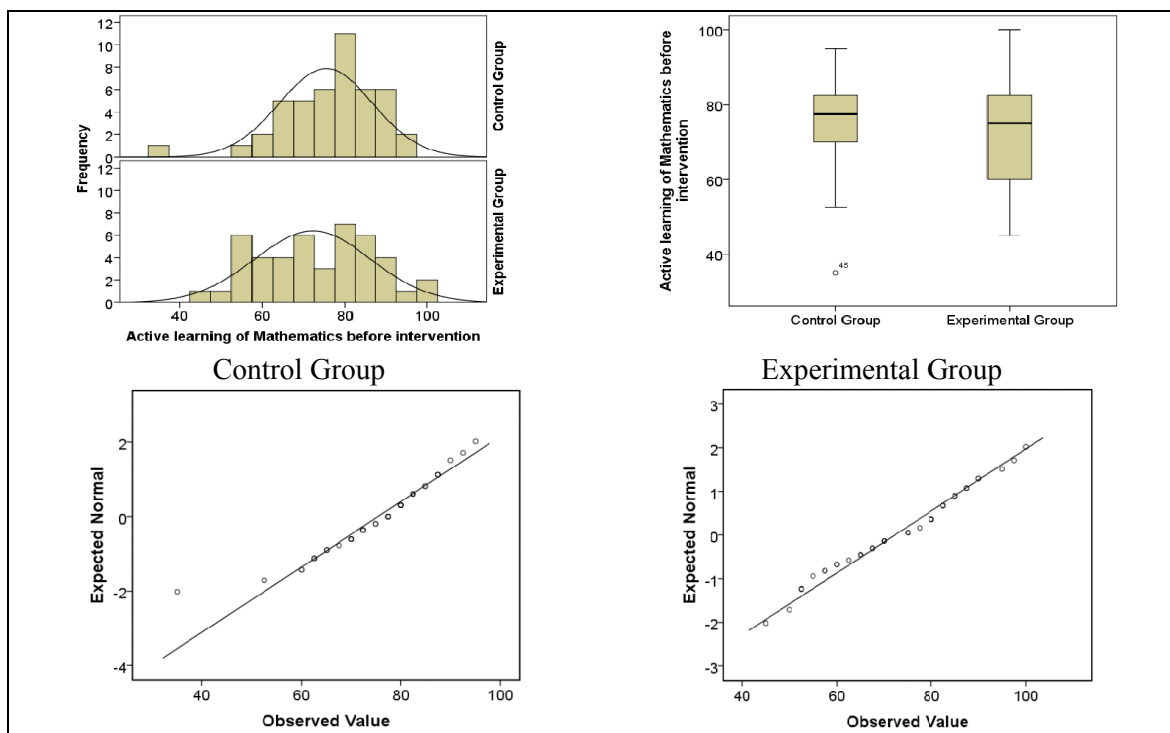 12
10
8
6
4
2
0
Control Group
Frequency
12
10
8
6
4
2
0
Experimental Group
40 60 80 100
Active learning of Mathematics before intervention
Active learning of Mathematics before
intervention
100
80
60
40
45
Control Group Experimental Group
Control Group
Expected Normal
2
0
-2
-4
40 60 80 100
Observed Value
Experimental Group
Expected Normal
3
2
1
0
-1
-2
-3
40 60 80 100
Observed Value